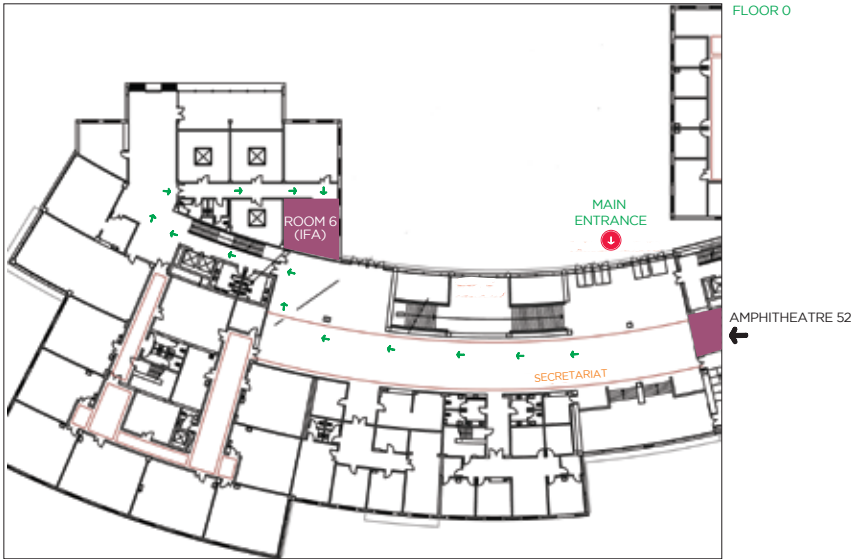 FLOOR 0
MAIN
ENTRANCE
ROOM 6
(IFA)
AMPHITHEATRE 52
SECRETARIAT